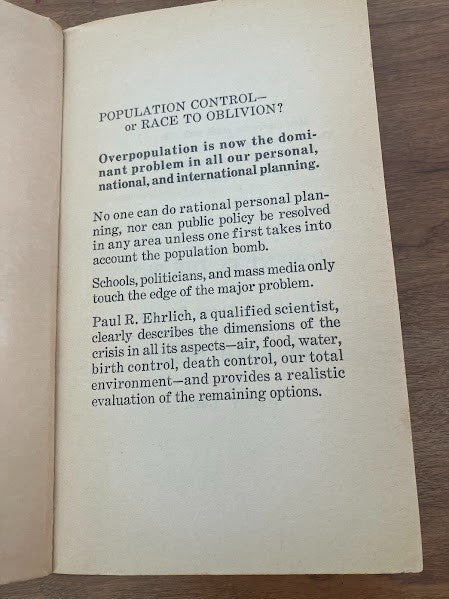 POPULATION CONTROL—
or RACE TO OBLIVION?
Overpopulation is now the domi-
nant problem in all our personal,
national, and international planning.
No one can do rational personal plan-
ning, nor can public policy be resolved
in any area unless one first takes into
account the population bomb.
Schools, politicians, and mass media only
touch the edge of the major problem.
Paul R. Ehrlich, a qualified scientist,
clearly describes the dimensions of the
crisis in all its aspects—air, food, water,
birth control, death control, our total
environment—and provides a realistic
evaluation of the remaining options.